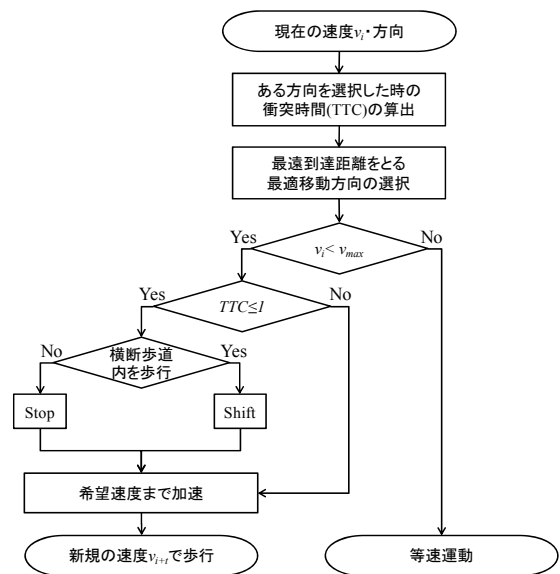 現在の速度v_i・方向
ある方向を選択した時の
衝突時間(TTC)の算出
最遠到達距離をとる
最適移動方向の選択
Yes
v_i< v_max
No
Yes
TTC≤1
No
No
横断歩道
内を歩行
Yes
Stop
Shift
希望速度まで加速
新規の速度v_{i+t}で歩行
等速運動